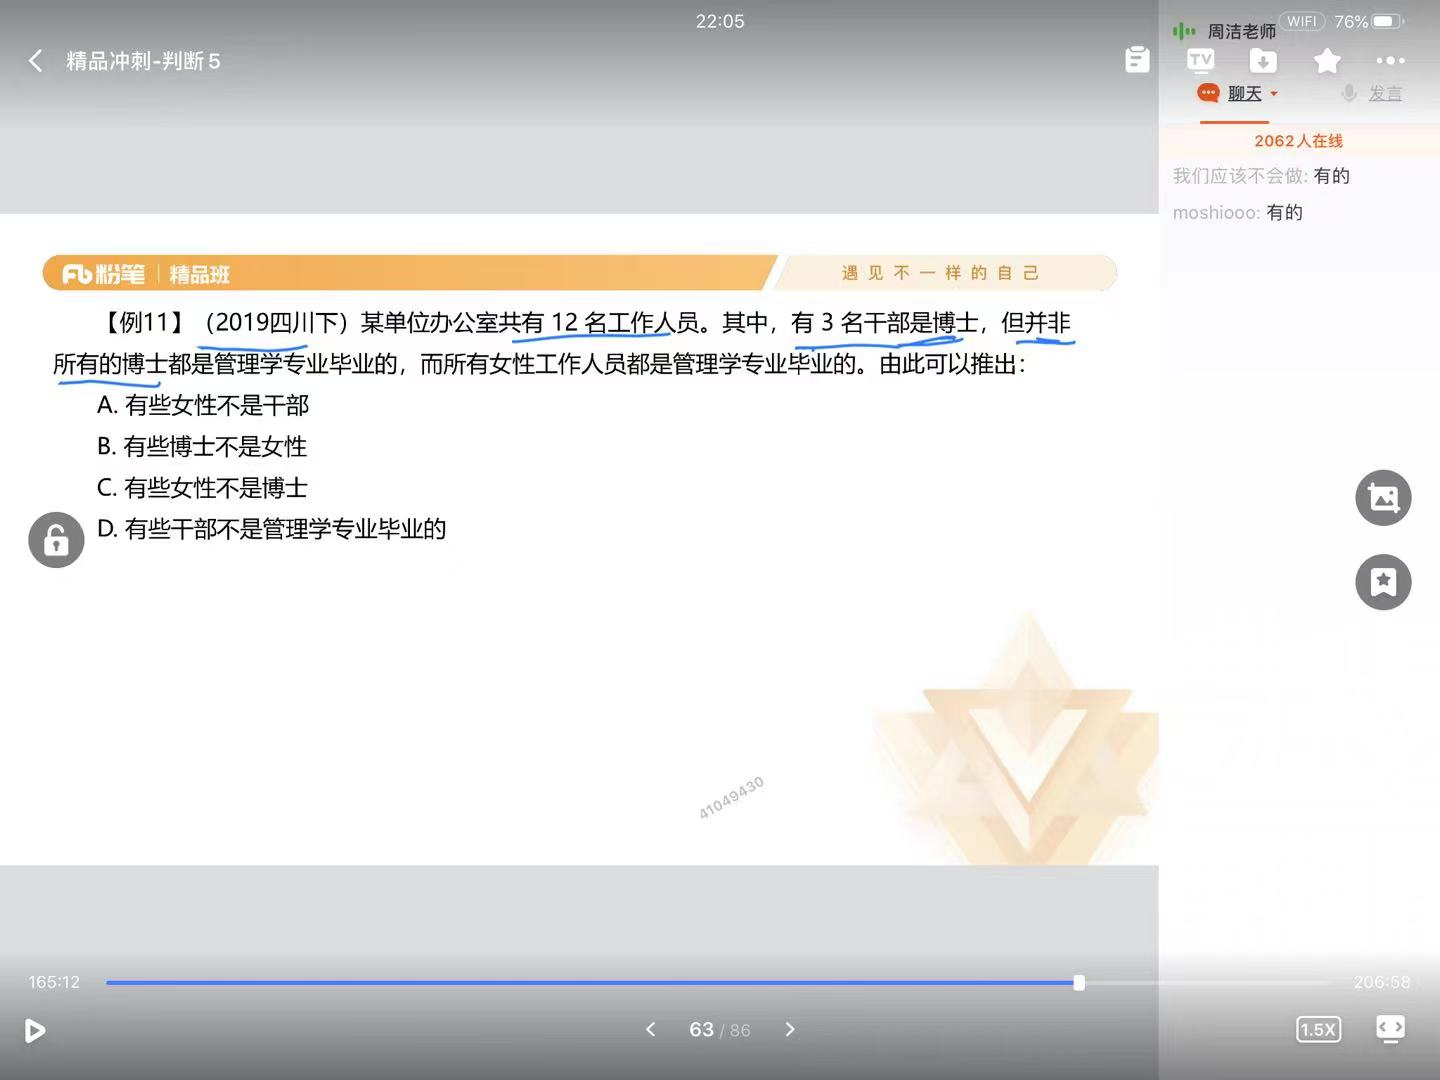 22:05
精品冲刺-判断 5
周洁老师
WIFI
76%
TV
聊天
发言
2062人在线
我们应该不会做: 有的
moshiooo: 有的
Fb粉笔 | 精品班
遇见不一样的自己
【例11】（2019四川下）某单位办公室共有 12 名工作人员。其中，有 3 名干部是博士，但并非
所有的博士都是管理学专业毕业的，而所有女性工作人员都是管理学专业毕业的。由此可以推出：
A. 有些女性不是干部
B. 有些博士不是女性
C. 有些女性不是博士
D. 有些干部不是管理学专业毕业的
41049430
165:12
206:58
63 / 86
1.5X